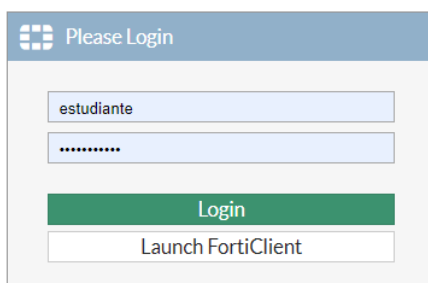 Please Login
estudiante
•••••••••••
Login
Launch FortiClient